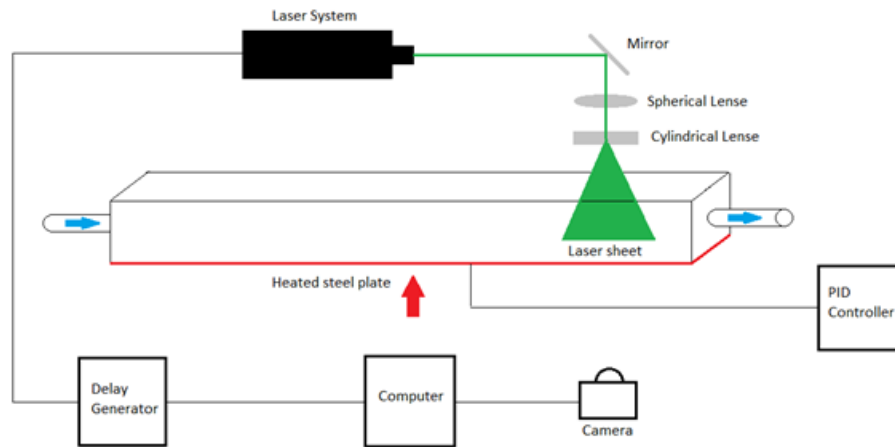 Laser System
Mirror
Spherical Lense
Cylindrical Lense
Laser sheet
Heated steel plate
PID
Controller
Delay
Generator
Computer
Camera